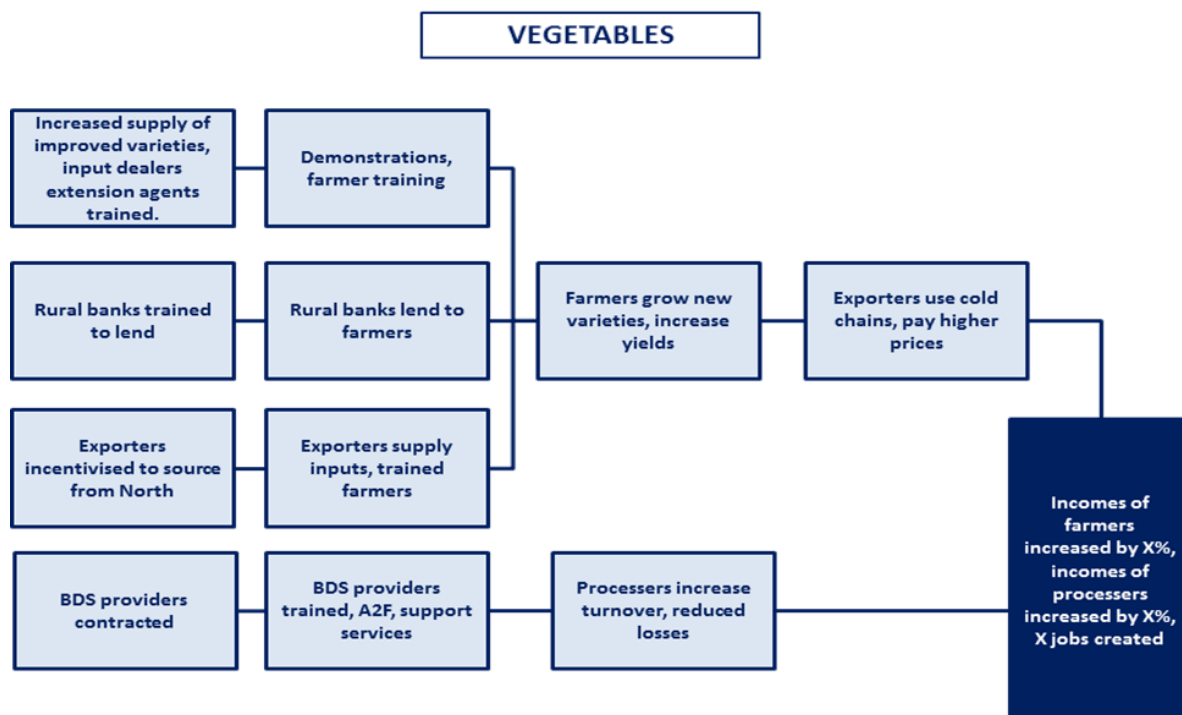 VEGETABLES
Increased supply of
improved varieties,
input dealers
extension agents
trained.
Demonstrations,
farmer training
Rural banks trained
to lend
Rural banks lend to
farmers
Farmers grow new
varieties, increase
yields
Exporters use cold
chains, pay higher
prices
Exporters
incentivised to source
from North
Exporters supply
inputs, trained
farmers
BDS providers
contracted
BDS providers
trained, A2F, support
services
Processers increase
turnover, reduced
losses
Incomes of
farmers
increased by X%,
incomes of
processers
increased by X%,
X jobs created